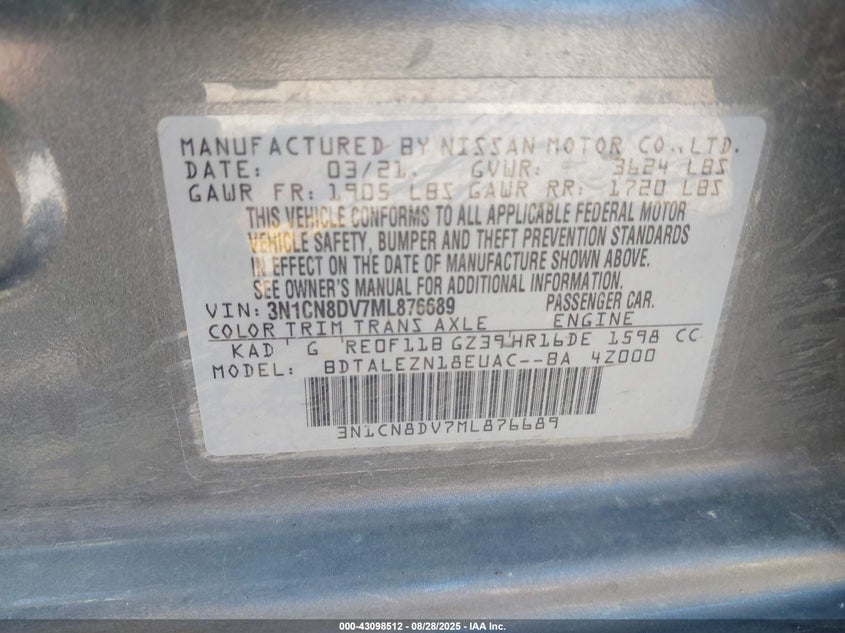 MANUFACTURED BY NISSAN MOTOR CO., LTD.
DATE: 03/21. GVWR: 3624 LBS
GAWR FR: 1905 LBS GAWR RR: 1720 LBS
THIS VEHICLE CONFORMS TO ALL APPLICABLE FEDERAL MOTOR
VEHICLE SAFETY, BUMPER AND THEFT PREVENTION STANDARDS
IN EFFECT ON THE DATE OF MANUFACTURE SHOWN ABOVE.
SEE OWNER'S MANUAL FOR ADDITIONAL INFORMATION.
VIN: 3N1CN8DV7ML876689 PASSENGER CAR.
COLOR TRIM TRANS AXLE ENGINE
KAD G RE0F11B GZ39 HR16DE 1598 CC
MODEL: BDTALEZN18EUAC--BA 4Z000
3N1CN8DV7ML876689
000-43098512 - 08/28/2025 - IAA Inc.